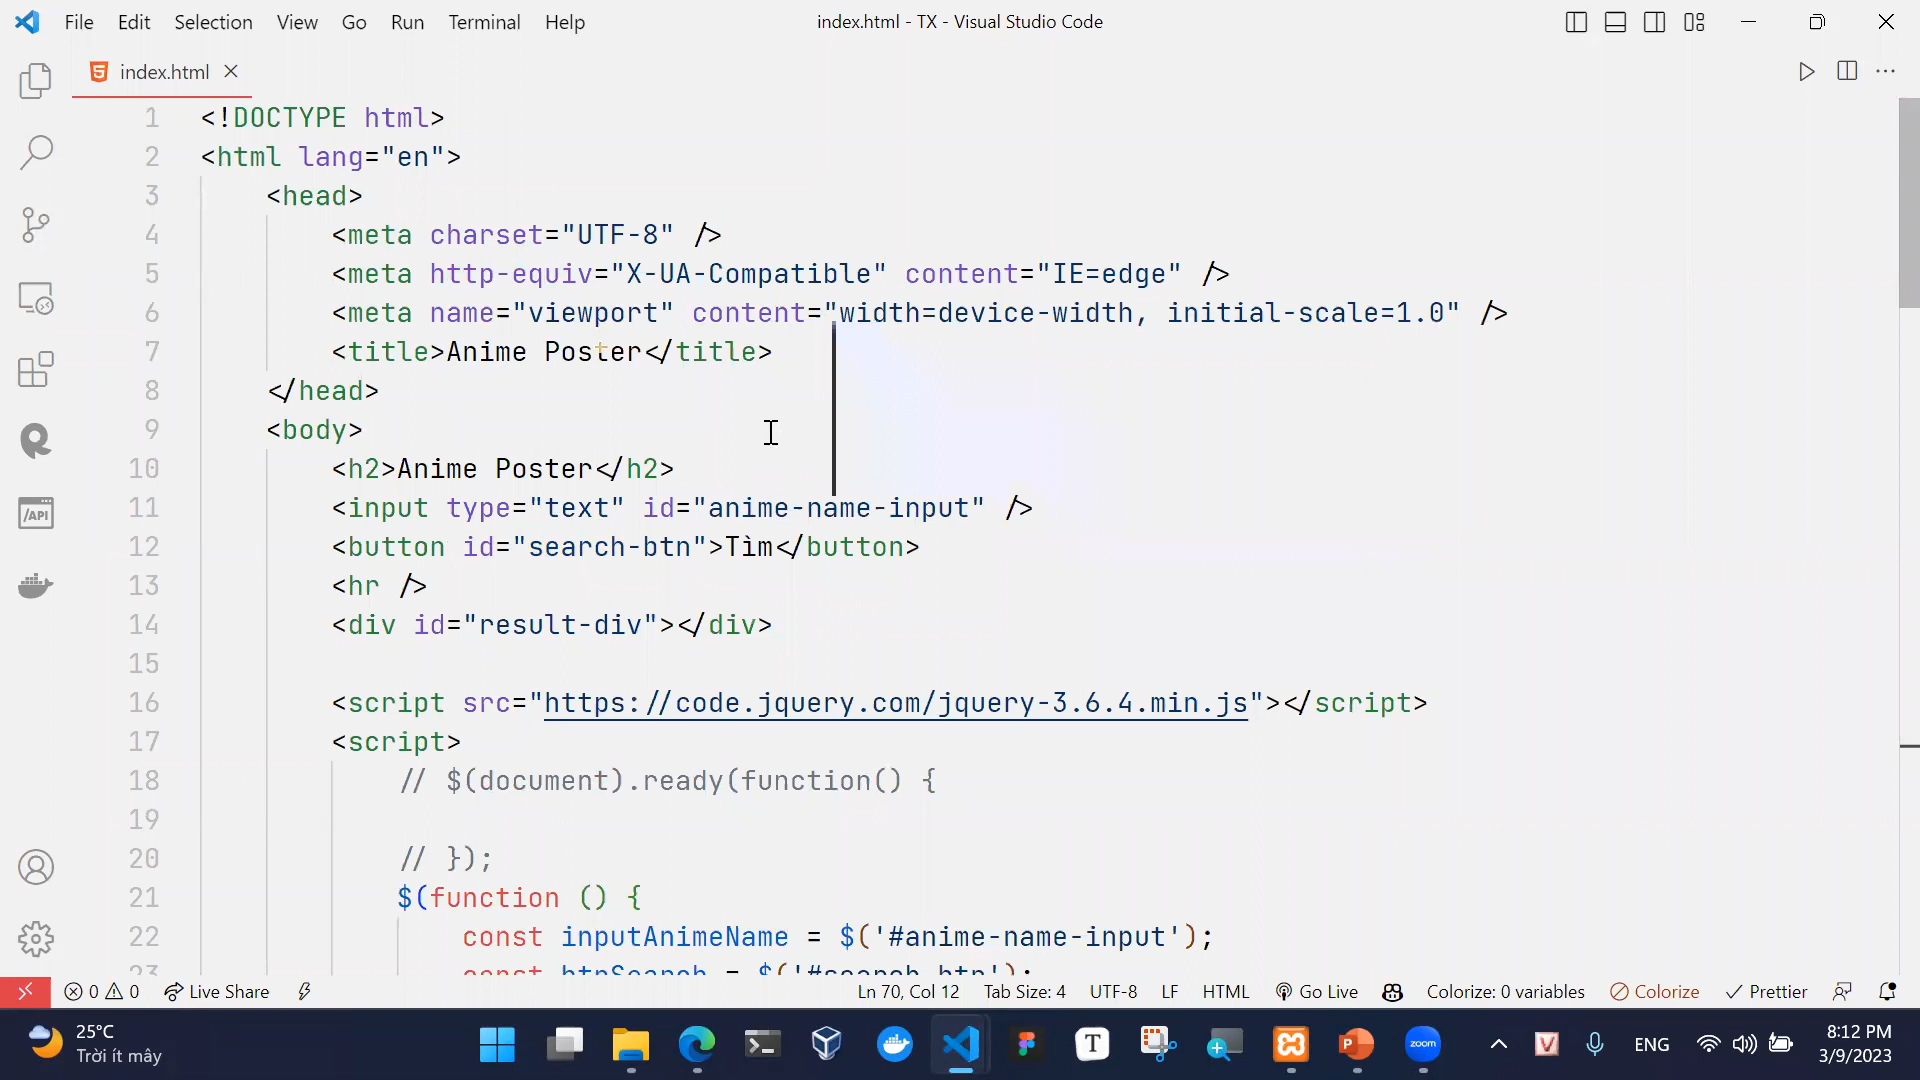 File Edit Selection View Go Run Terminal Help
index.html - TX - Visual Studio Code
index.html
1 <!DOCTYPE html>
2 <html lang="en">
3 <head>
4 <meta charset="UTF-8" />
5 <meta http-equiv="X-UA-Compatible" content="IE=edge" />
6 <meta name="viewport" content="width=device-width, initial-scale=1.0" />
7 <title>Anime Poster</title>
8 </head>
9 <body>
10 <h2>Anime Poster</h2>
11 <input type="text" id="anime-name-input" />
12 <button id="search-btn">Tìm</button>
13 <hr />
14 <div id="result-div"></div>
15
16 <script src="https://code.jquery.com/jquery-3.6.4.min.js"></script>
17 <script>
18 // $(document).ready(function() {
19
20 // });
21 $(function () {
22 const inputAnimeName = $('#anime-name-input');
23 const btnSearch = $('#search-btn');
/API
0 0 Live Share
Ln 70, Col 12 Tab Size: 4 UTF-8 LF HTML Go Live Colorize: 0 variables Colorize Prettier
25°C
Trời ít mây
T
zoom
V
ENG
8:12 PM
3/9/2023